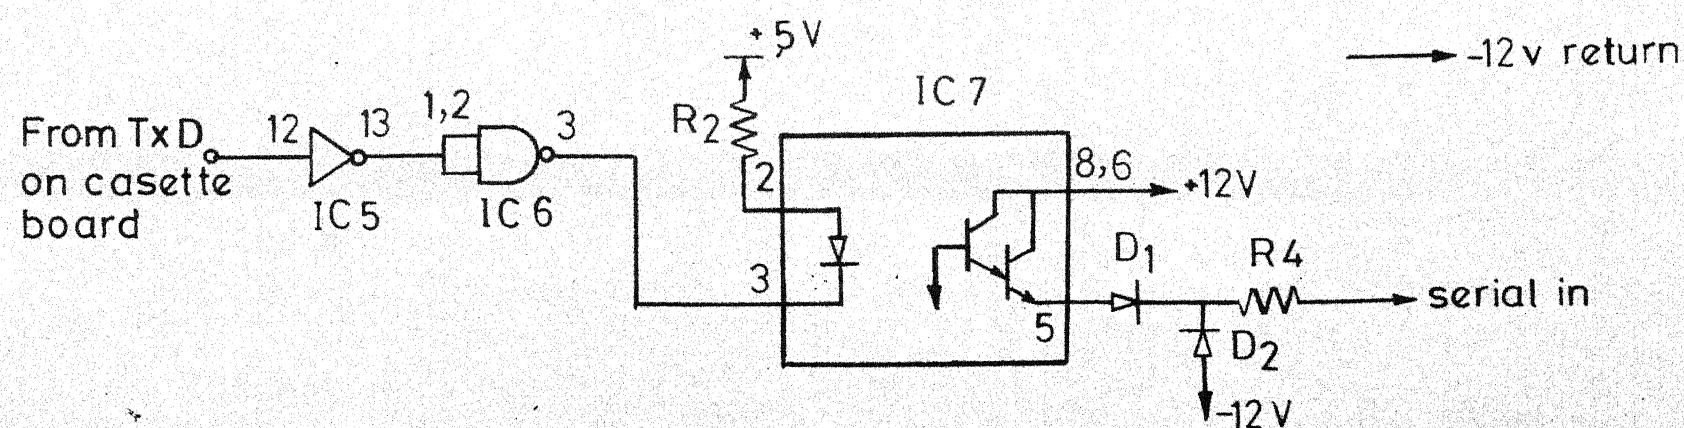 +5V
-12v return
IC 7
R2
From TxD
on casette
board
12
13
1,2
3
IC 5
IC 6
2
3
8,6
+12V
5
D1
R4
serial in
D2
-12V